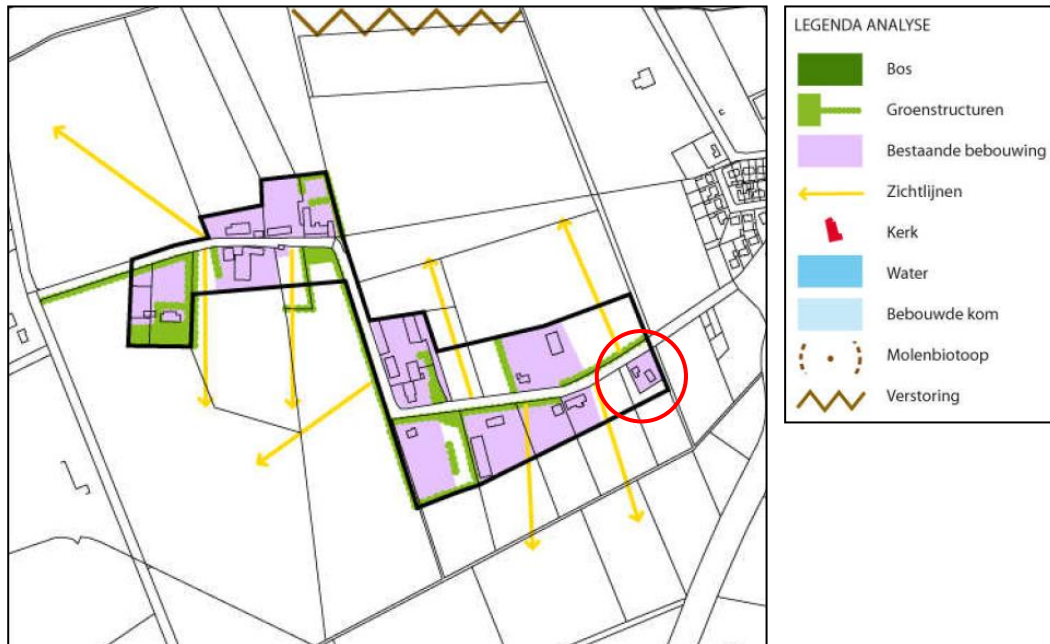 LEGENDA ANALYSE
Bos
Groenstructuren
Bestaande bebouwing
Zichtlijnen
Kerk
Water
Bebouwde kom
Molenbiotoop
Verstoring